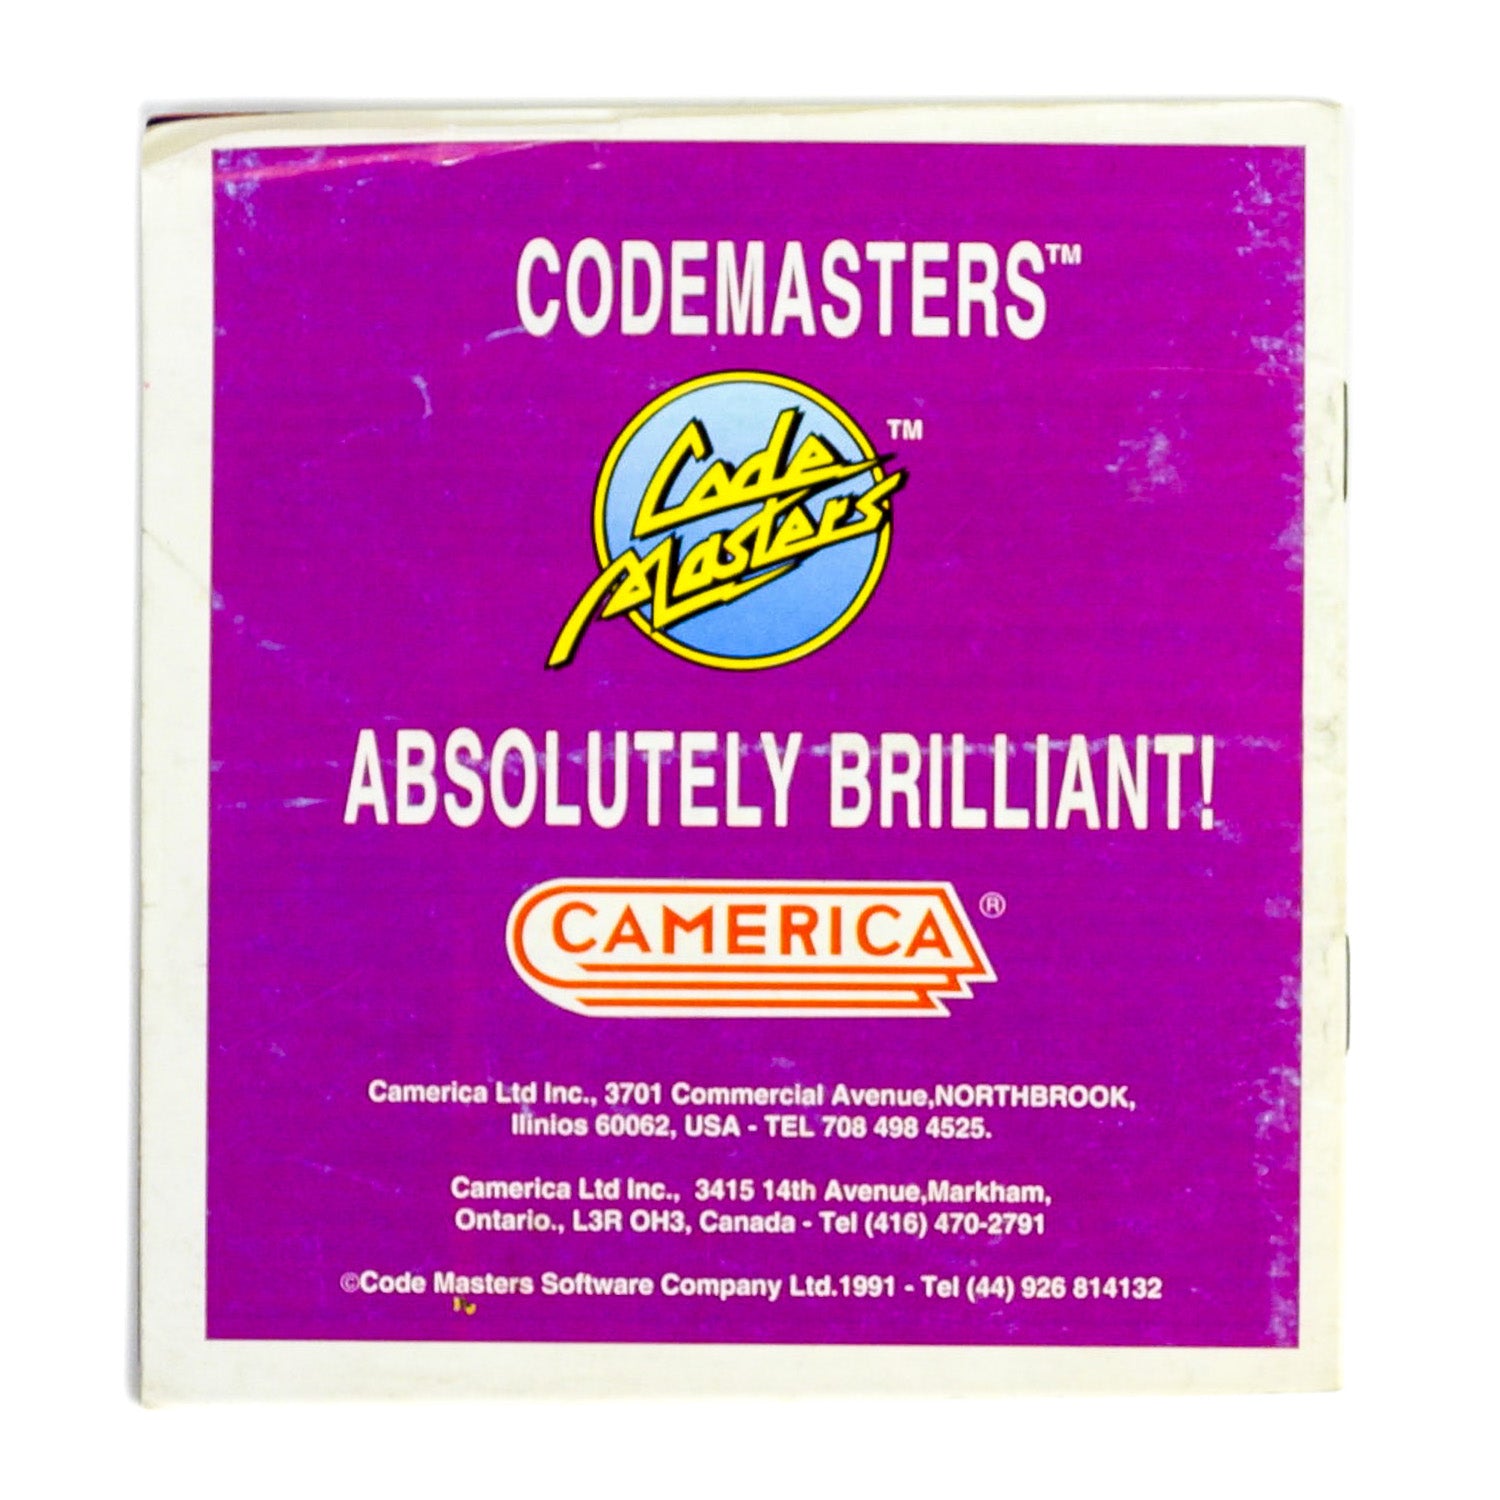 CODEMASTERS™
Code
Masters
™
ABSOLUTELY BRILLIANT!
CAMERICA®
Camerica Ltd Inc., 3701 Commercial Avenue,NORTHBROOK,
Ilinios 60062, USA - TEL 708 498 4525.
Camerica Ltd Inc., 3415 14th Avenue,Markham,
Ontario., L3R OH3, Canada - Tel (416) 470-2791
©Code Masters Software Company Ltd.1991 - Tel (44) 926 814132